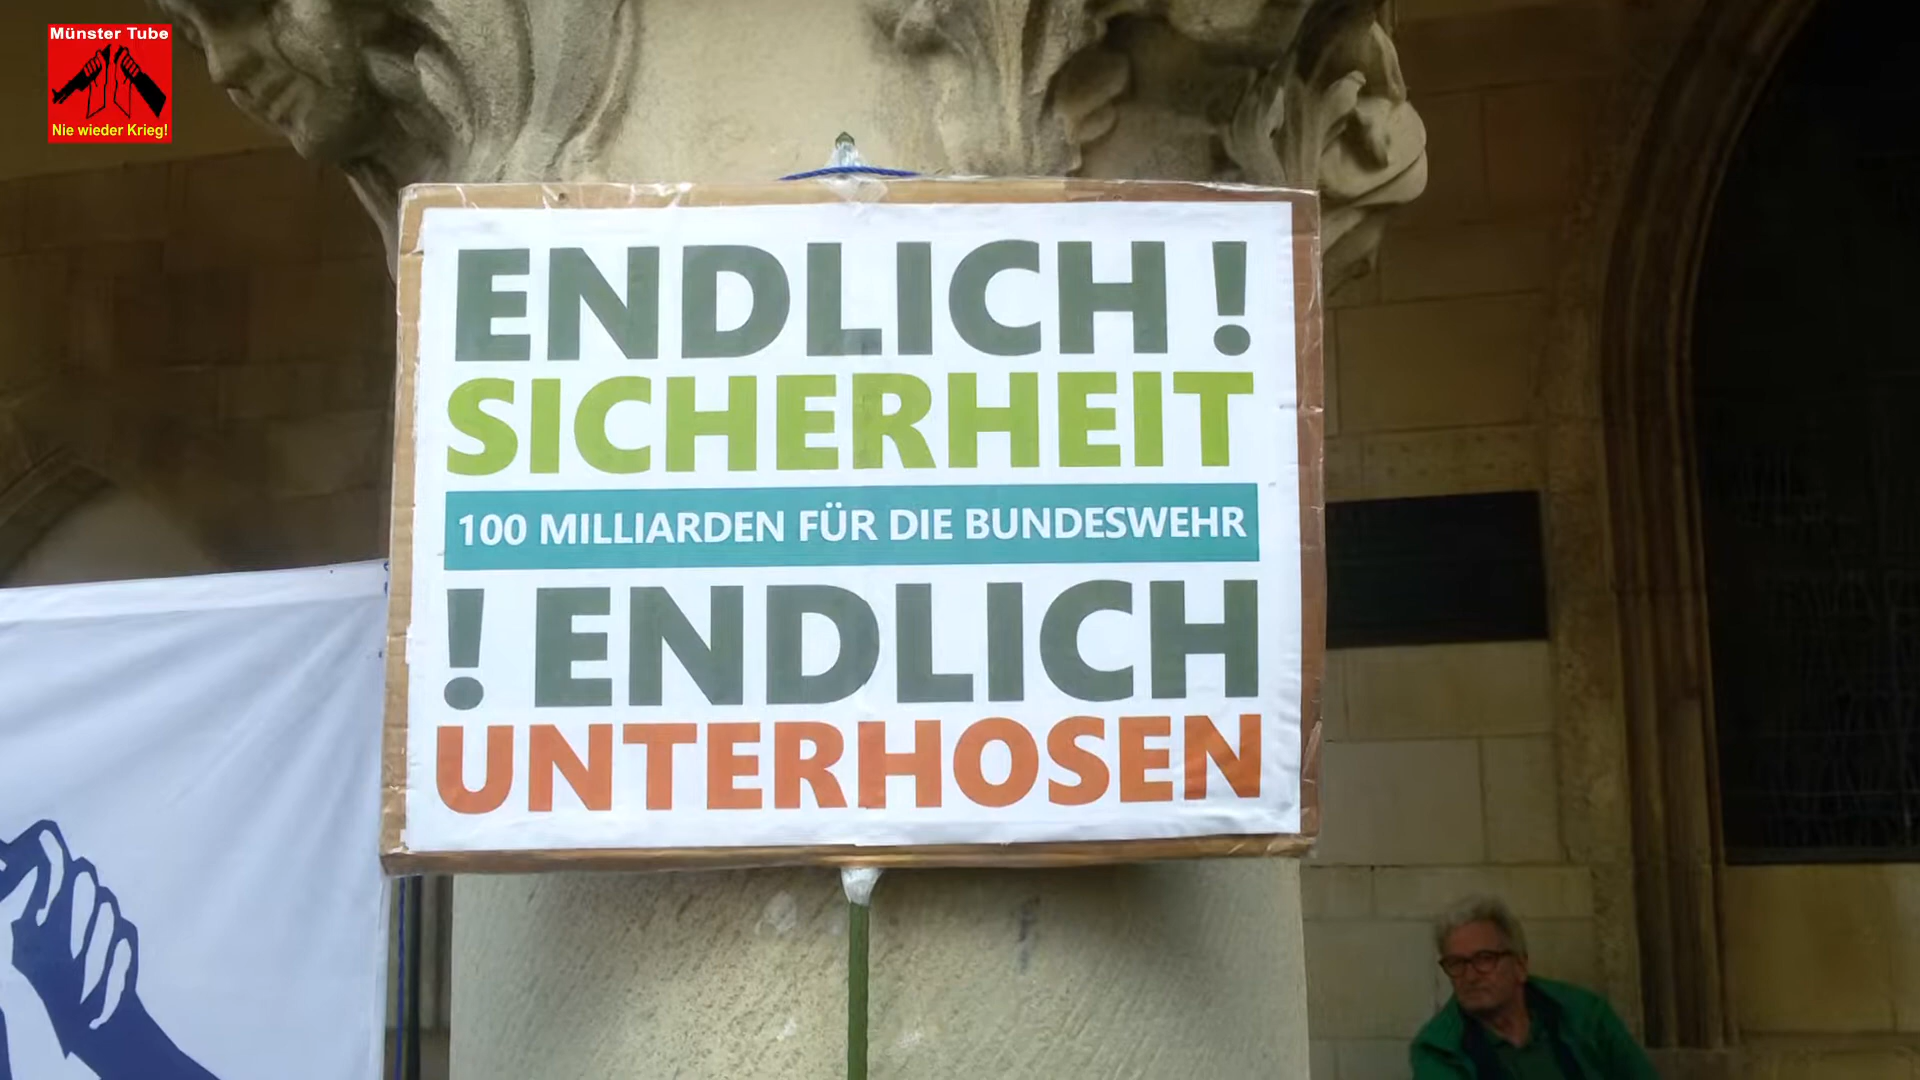 Münster Tube
Nie wieder Krieg!
ENDLICH !
SICHERHEIT
100 MILLIARDEN FÜR DIE BUNDESWEHR
! ENDLICH
UNTERHOSEN